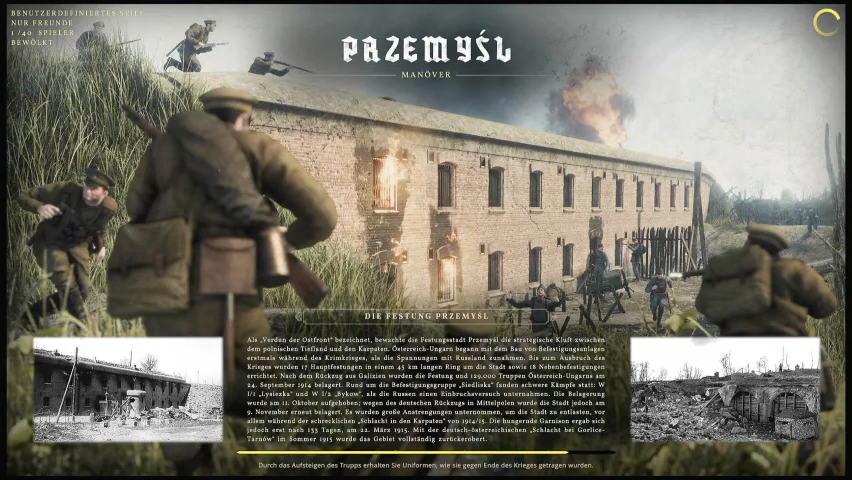 BENUTZERDEFINIERTES SPIEL
NUR FREUNDE
1 /40 SPIELER
BEWÖLKT
PRZEMYŚL
MANÖVER
DIE FESTUNG PRZEMYŚL
Als „Verdun der Ostfront" bezeichnet, bewachte die Festungsstadt Przemyśl die strategische Kluft zwischen
dem polnischen Tiefland und den Karpaten. Österreich-Ungarn begann mit dem Bau von Befestigungsanlagen
erstmals während des Krimkrieges, als die Spannungen mit Russland zunahmen. Bis zum Ausbruch des
Krieges wurden 17 Hauptfestungen in einem 45 km langen Ring um die Stadt sowie 18 Nebenbefestigungen
errichtet. Nach dem Rückzug aus Galizien wurden die Festung und 129.000 Truppen Österreich-Ungarns am
24. September 1914 belagert. Rund um die Befestigungsgruppe „Siedliska" fanden schwere Kämpfe statt: W
I/1 „Łysiczka" und W I/2 „Bykow", als die Russen einen Einbruchsversuch unternahmen. Die Belagerung
wurde am 11. Oktober aufgehoben; wegen des deutschen Rückzugs in Mittelpolen wurde die Stadt jedoch am
9. November erneut belagert. Es wurden große Anstrengungen unternommen, um die Stadt zu entlasten, vor
allem während der schrecklichen „Schlacht in den Karpaten" von 1914/15. Die hungernde Garnison ergab sich
jedoch erst nach 133 Tagen, am 22. März 1915. Mit der deutsch-österreichischen „Schlacht bei Gorlice-
Tarnów" im Sommer 1915 wurde das Gebiet vollständig zurückerobert.
Durch das Aufsteigen des Trupps erhalten Sie Uniformen, wie sie gegen Ende des Krieges getragen wurden.